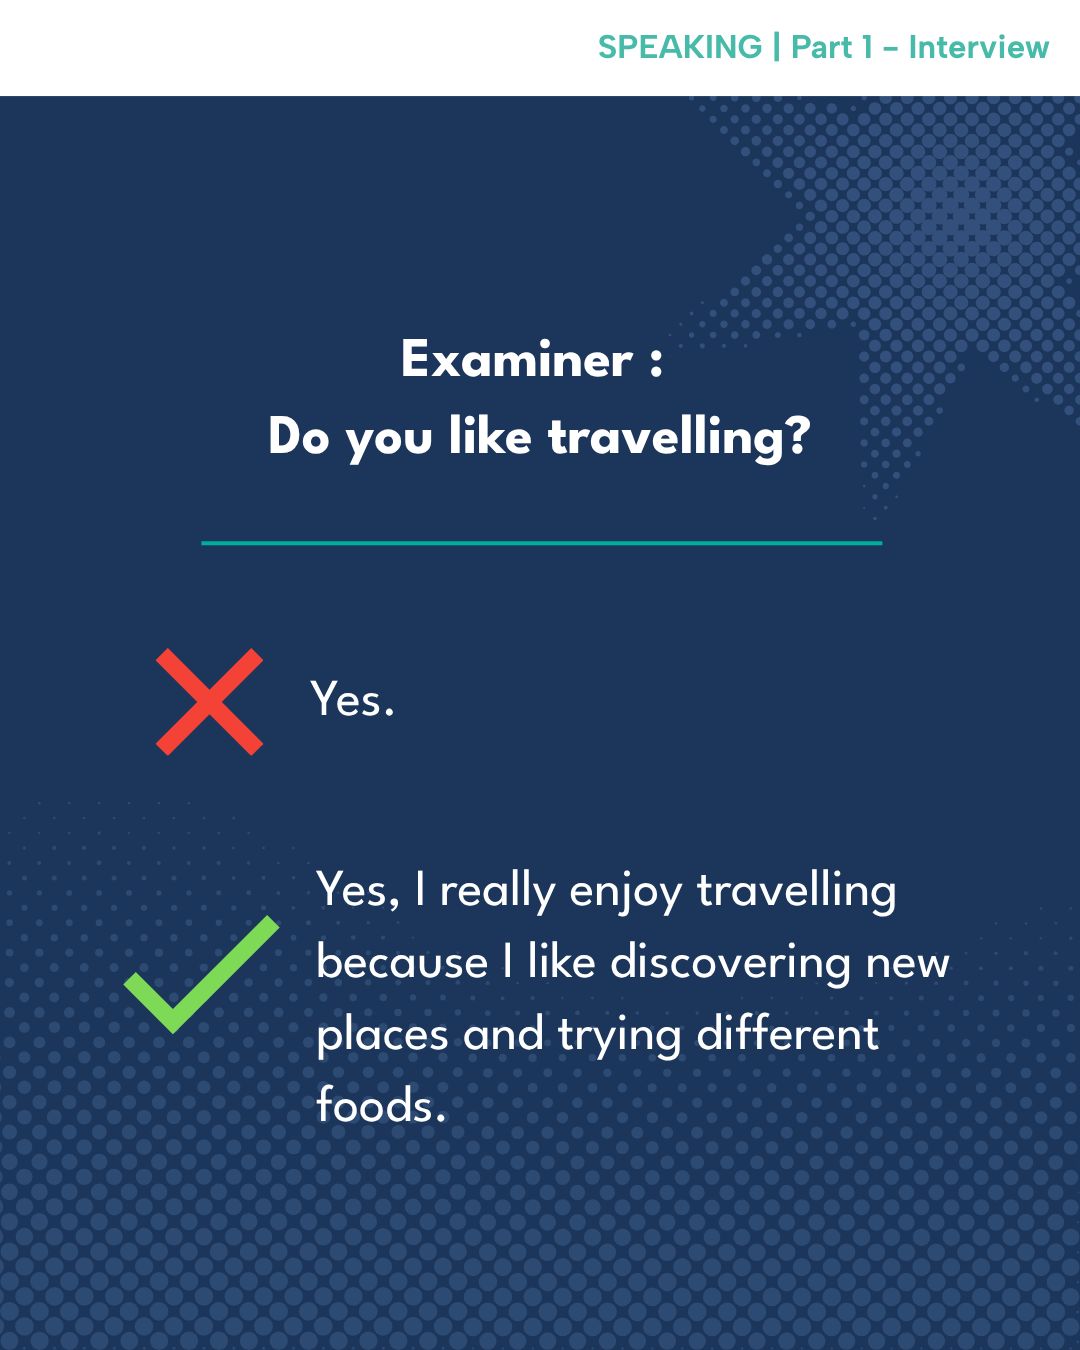 SPEAKING | Part 1 – Interview
Examiner :
Do you like travelling?
Yes.
Yes, I really enjoy travelling
because I like discovering new
places and trying different
foods.